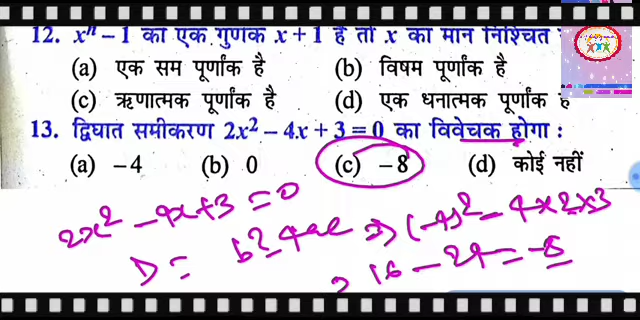 12. xⁿ – 1 का एक गुणक x + 1 है तो x का मान निश्चित
(a) एक सम पूर्णांक है (b) विषम पूर्णांक है
(c) ऋणात्मक पूर्णांक है (d) एक धनात्मक पूर्णांक है
13. द्विघात समीकरण 2x² – 4x + 3 = 0 का विवेचक होगा :
(a) – 4 (b) 0 (c) – 8 (d) कोई नहीं
2x² – 4x + 3 = 0
D = b² – 4ac ⇒ (–4)² – 4×2×3
⇒ 16 – 24 = –8